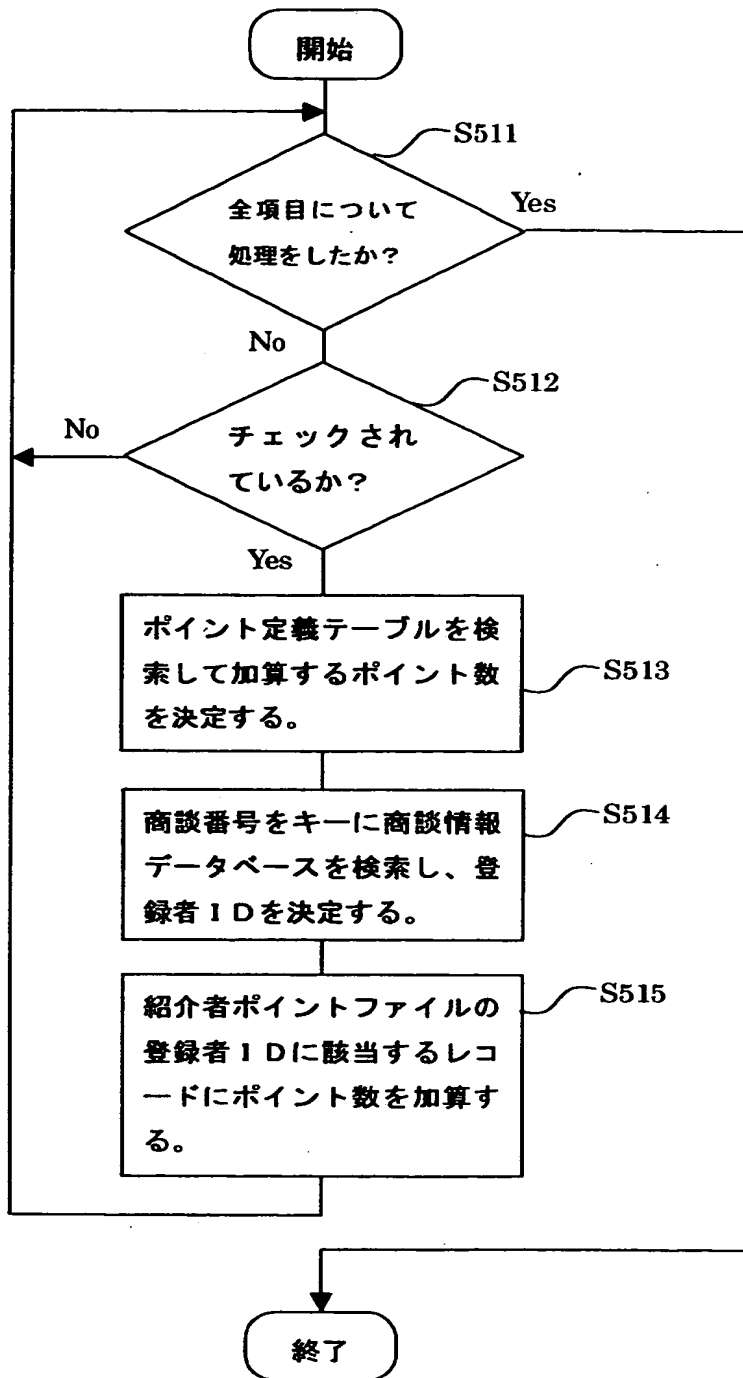 開始
S511
全項目について
処理をしたか?
Yes
No
S512
チェックされ
ているか?
No
Yes
ポイント定義テーブルを検
索して加算するポイント数
を決定する。
S513
商談番号をキーに商談情報
データベースを検索し、登
録者IDを決定する。
S514
紹介者ポイントファイルの
登録者IDに該当するレコ
ードにポイント数を加算す
る。
S515
終了